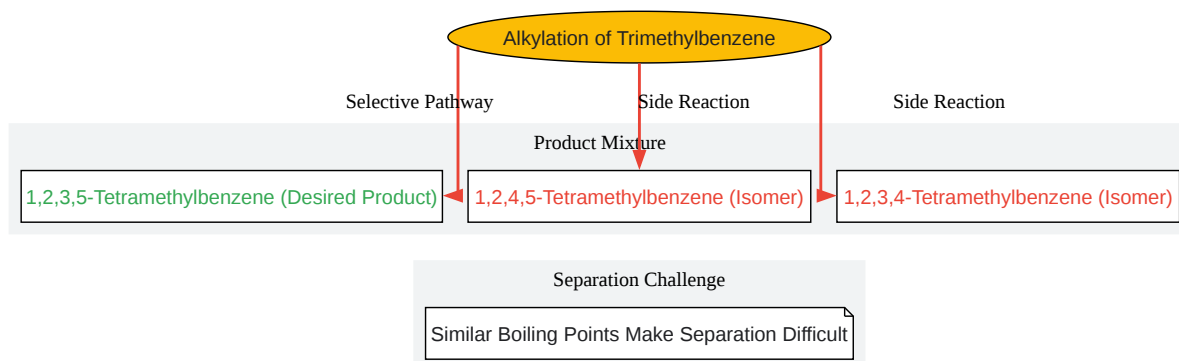 Alkylation of Trimethylbenzene
Selective Pathway
Side Reaction
Side Reaction
Product Mixture
1,2,3,5-Tetramethylbenzene (Desired Product)
1,2,4,5-Tetramethylbenzene (Isomer)
1,2,3,4-Tetramethylbenzene (Isomer)
Separation Challenge
Similar Boiling Points Make Separation Difficult